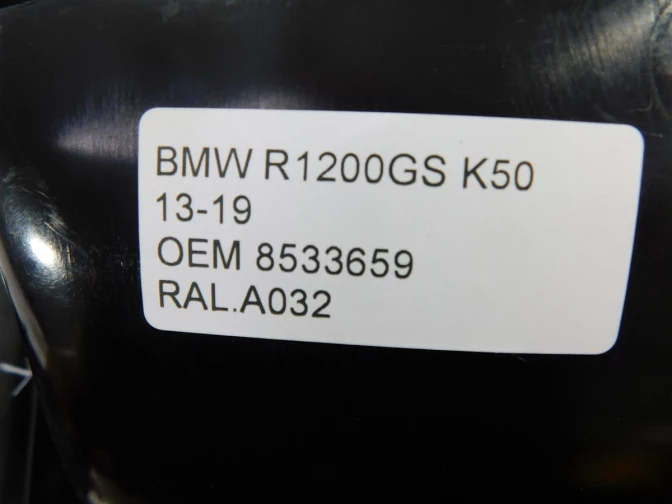 BMW R1200GS K50
13-19
OEM 8533659
RAL.A032